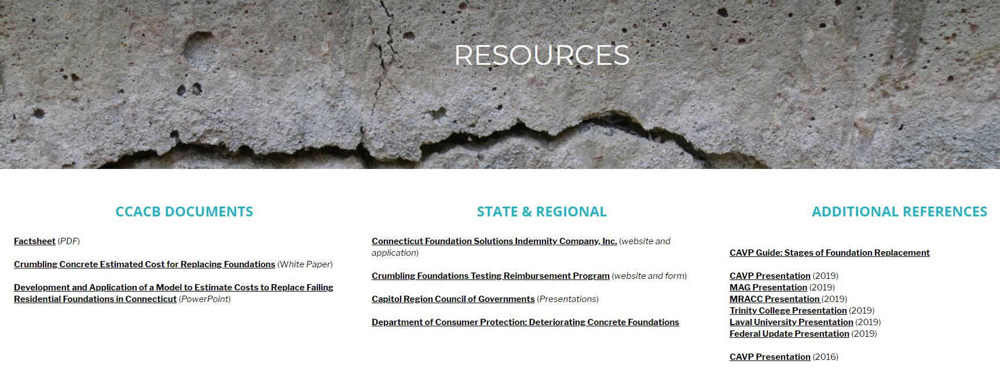 RESOURCES
CCACB DOCUMENTS
Factsheet (PDF)
Crumbling Concrete Estimated Cost for Replacing Foundations (White Paper)
Development and Application of a Model to Estimate Costs to Replace Failing
Residential Foundations in Connecticut (PowerPoint)
STATE & REGIONAL
Connecticut Foundation Solutions Indemnity Company, Inc. (website and
application)
Crumbling Foundations Testing Reimbursement Program (website and form)
Capitol Region Council of Governments (Presentations)
Department of Consumer Protection: Deteriorating Concrete Foundations
ADDITIONAL REFERENCES
CAVP Guide: Stages of Foundation Replacement
CAVP Presentation (2019)
MAG Presentation (2019)
MRACC Presentation (2019)
Trinity College Presentation (2019)
Laval University Presentation (2019)
Federal Update Presentation (2019)
CAVP Presentation (2016)